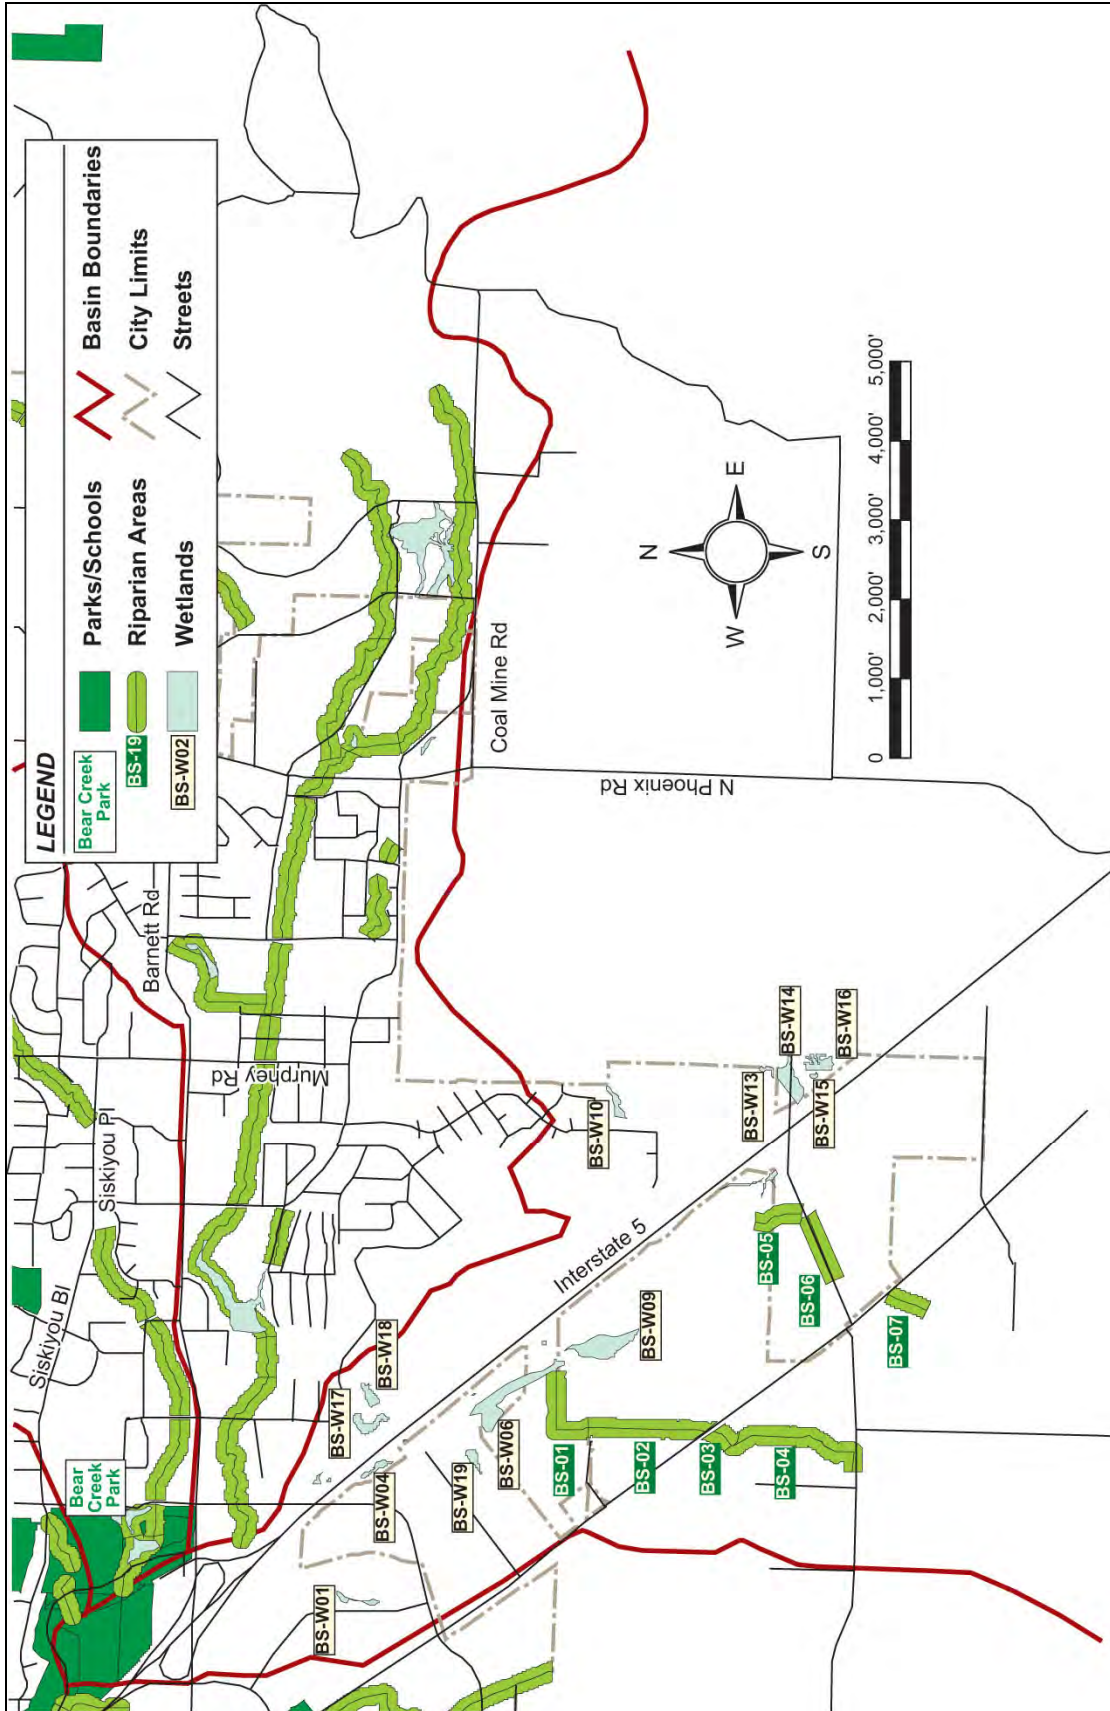 LEGEND
Bear Creek
Park
Parks/Schools
Basin Boundaries
BS-19
Riparian Areas
City Limits
BS-W02
Wetlands
Streets
Siskiyou Bl
Siskiyou Pl
Barnett Rd
Murphey Rd
Bear
Creek
Park
Coal Mine Rd
N Phoenix Rd
Interstate 5
BS-W01
BS-W04
BS-W17
BS-W18
BS-W19
BS-W06
BS-W09
BS-W10
BS-W13
BS-W14
BS-W15
BS-W16
BS-01
BS-02
BS-03
BS-04
BS-05
BS-06
BS-07
N
W
E
S
0
1,000'
2,000'
3,000'
4,000'
5,000'